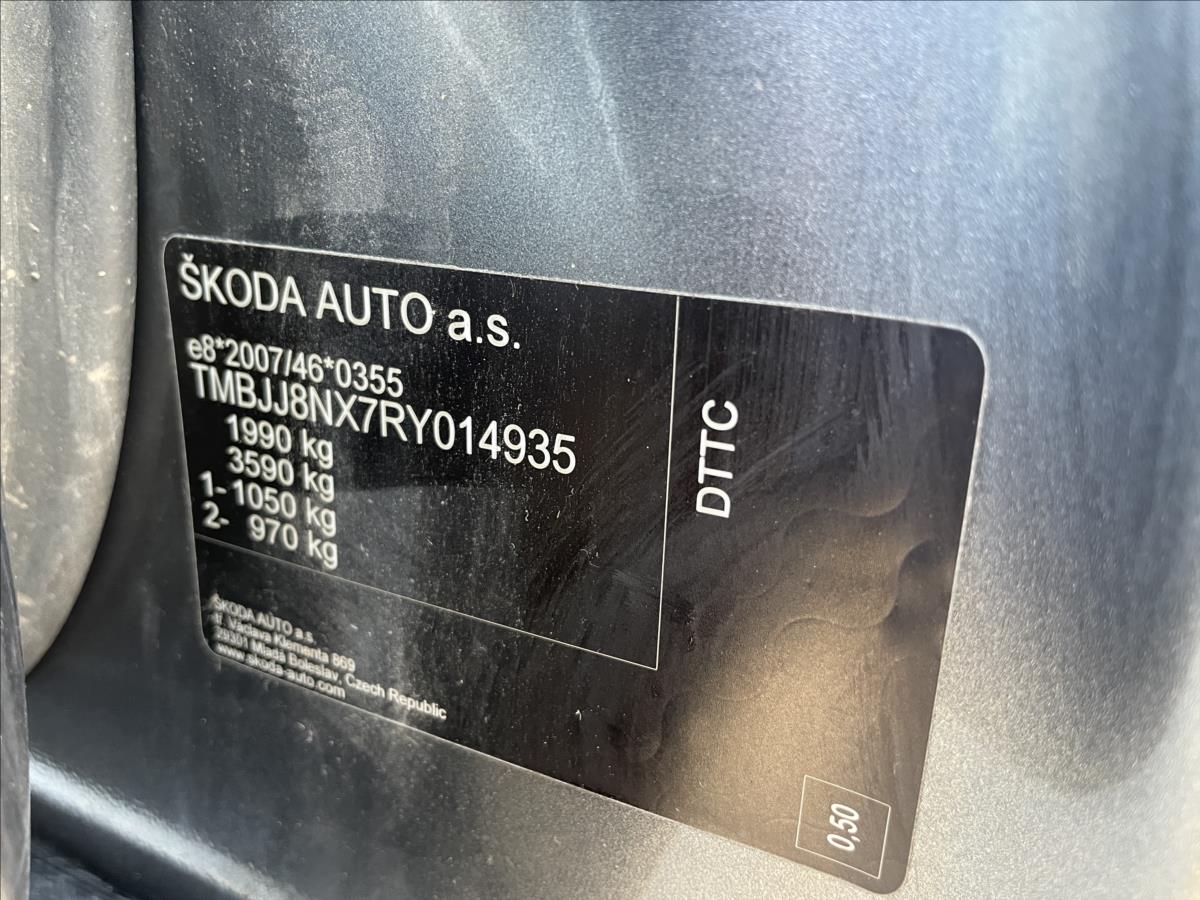 ŠKODA AUTO a.s.
e8*2007/46*0355
TMBJJ8NX7RY014935
1990 kg
3590 kg
1- 1050 kg
2- 970 kg
ŠKODA AUTO a.s.
tř. Václava Klementa 869
29301 Mladá Boleslav, Czech Republic
www.skoda-auto.com
DTTC
0,50